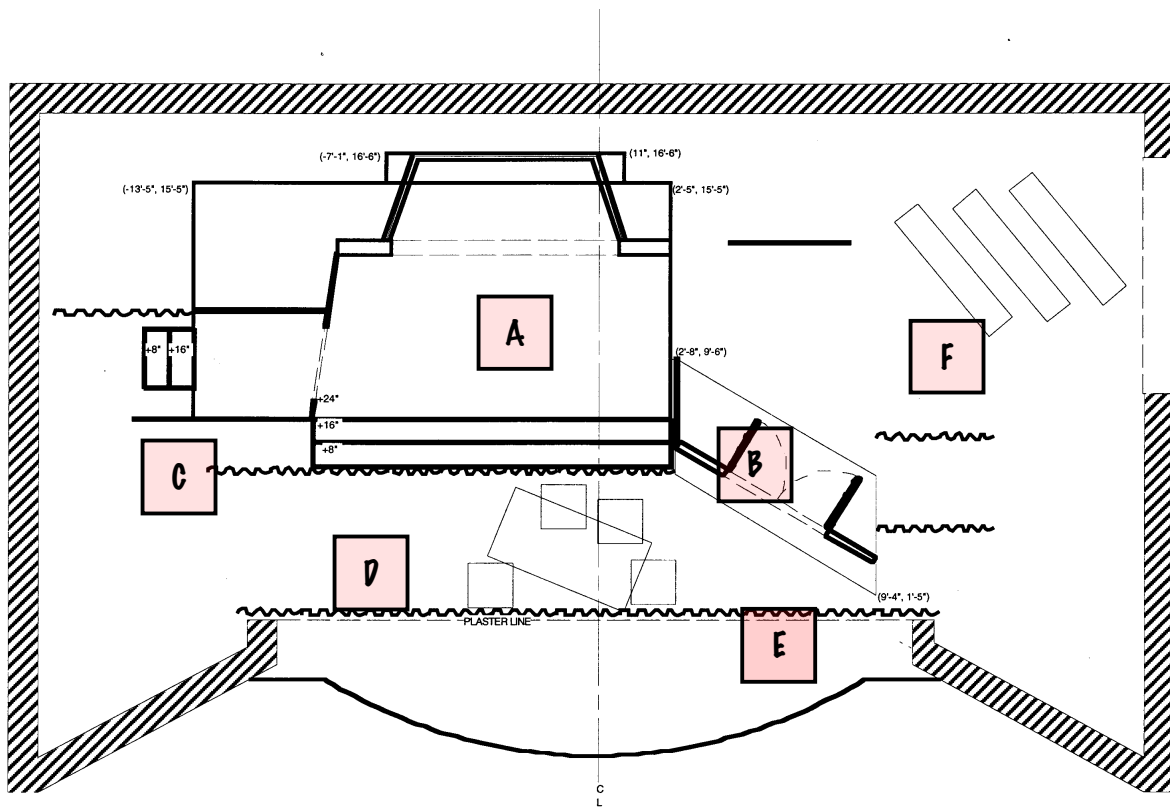 (-7'-1", 16'-6")
(11", 16'-6")
(-13'-5", 15'-5")
(2'-5", 15'-5")
A
F
+8" +16"
(2'-8", 9'-6")
+24"
+16"
+8"
B
C
D
(9'-4", 1'-5")
PLASTER LINE
E
C
L